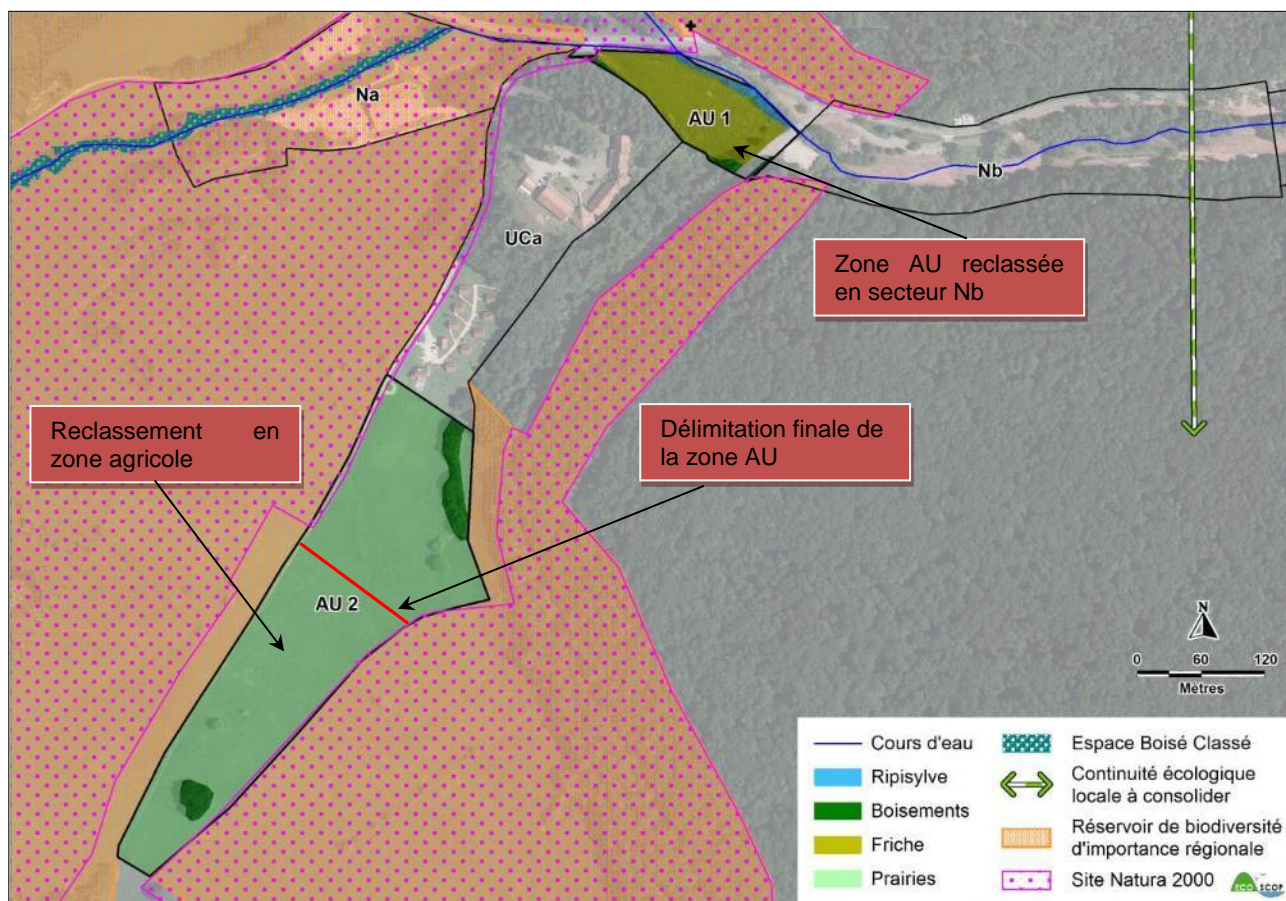 Na
AU 1
Nb
UCa
Zone AU reclassée
en secteur Nb
Reclassement en
zone agricole
Délimitation finale de
la zone AU
AU 2
N
0 60 120
Mètres
Cours d'eau
Ripisylve
Boisements
Friche
Prairies
Espace Boisé Classé
Continuité écologique
locale à consolider
Réservoir de biodiversité
d'importance régionale
Site Natura 2000
ECO SCOP